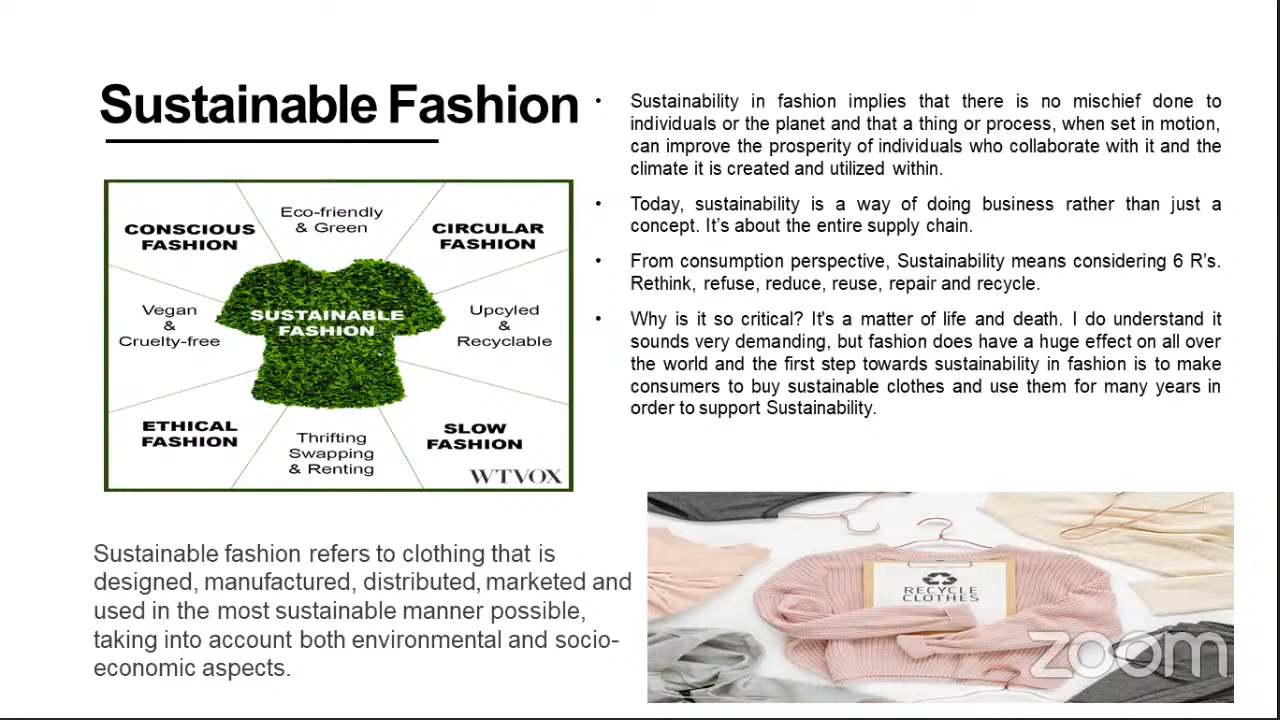 Sustainable Fashion
CONSCIOUS
FASHION
Eco-friendly
& Green
CIRCULAR
FASHION
Vegan
&
Cruelty-free
SUSTAINABLE
FASHION
Upcyled
&
Recyclable
ETHICAL
FASHION
Thrifting
Swapping
& Renting
SLOW
FASHION
WTVOX
Sustainable fashion refers to clothing that is
designed, manufactured, distributed, marketed and
used in the most sustainable manner possible,
taking into account both environmental and socio-
economic aspects.
• Sustainability in fashion implies that there is no mischief done to
individuals or the planet and that a thing or process, when set in motion,
can improve the prosperity of individuals who collaborate with it and the
climate it is created and utilized within.
• Today, sustainability is a way of doing business rather than just a
concept. It’s about the entire supply chain.
• From consumption perspective, Sustainability means considering 6 R’s.
Rethink, refuse, reduce, reuse, repair and recycle.
• Why is it so critical? It's a matter of life and death. I do understand it
sounds very demanding, but fashion does have a huge effect on all over
the world and the first step towards sustainability in fashion is to make
consumers to buy sustainable clothes and use them for many years in
order to support Sustainability.
RECYCLE
CLOTHES
zoom